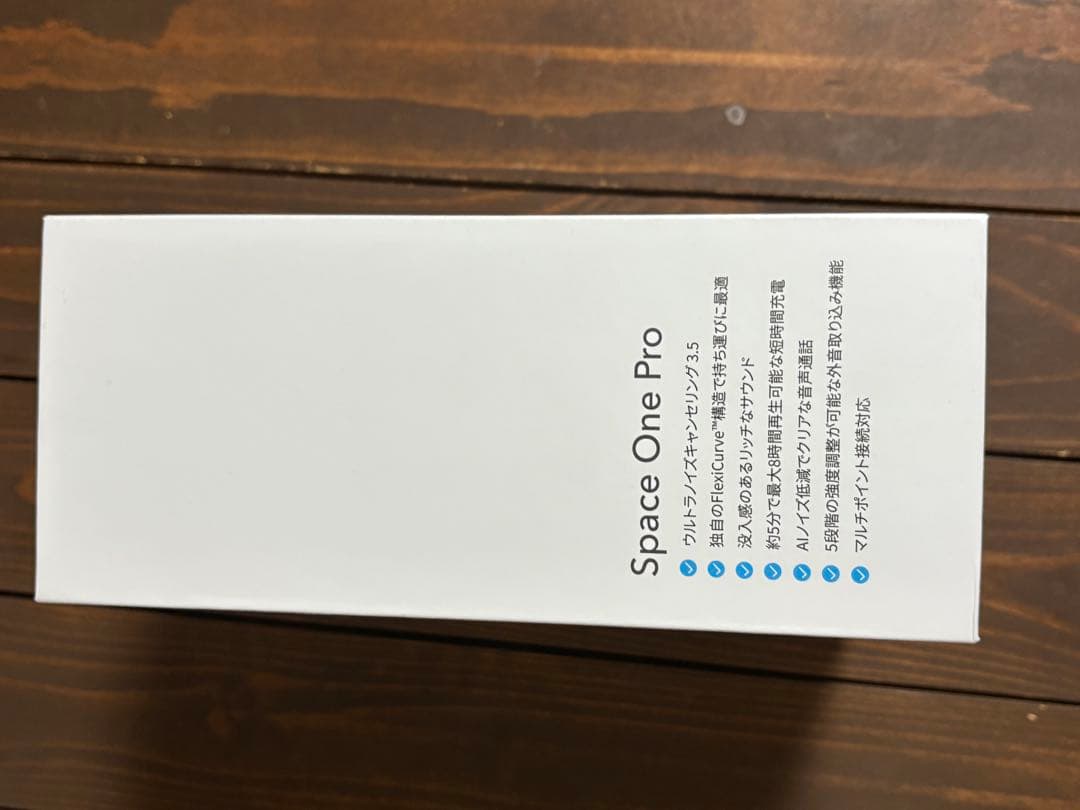 Space One Pro
ウルトラノイズキャンセリング 3.5
独自のFlexiCurve™構造で持ち運びに最適
没入感のあるリッチなサウンド
約5分で最大8時間再生可能な短時間充電
AIノイズ低減でクリアな音声通話
5段階の強度調整が可能な外音取り込み機能
マルチポイント接続対応